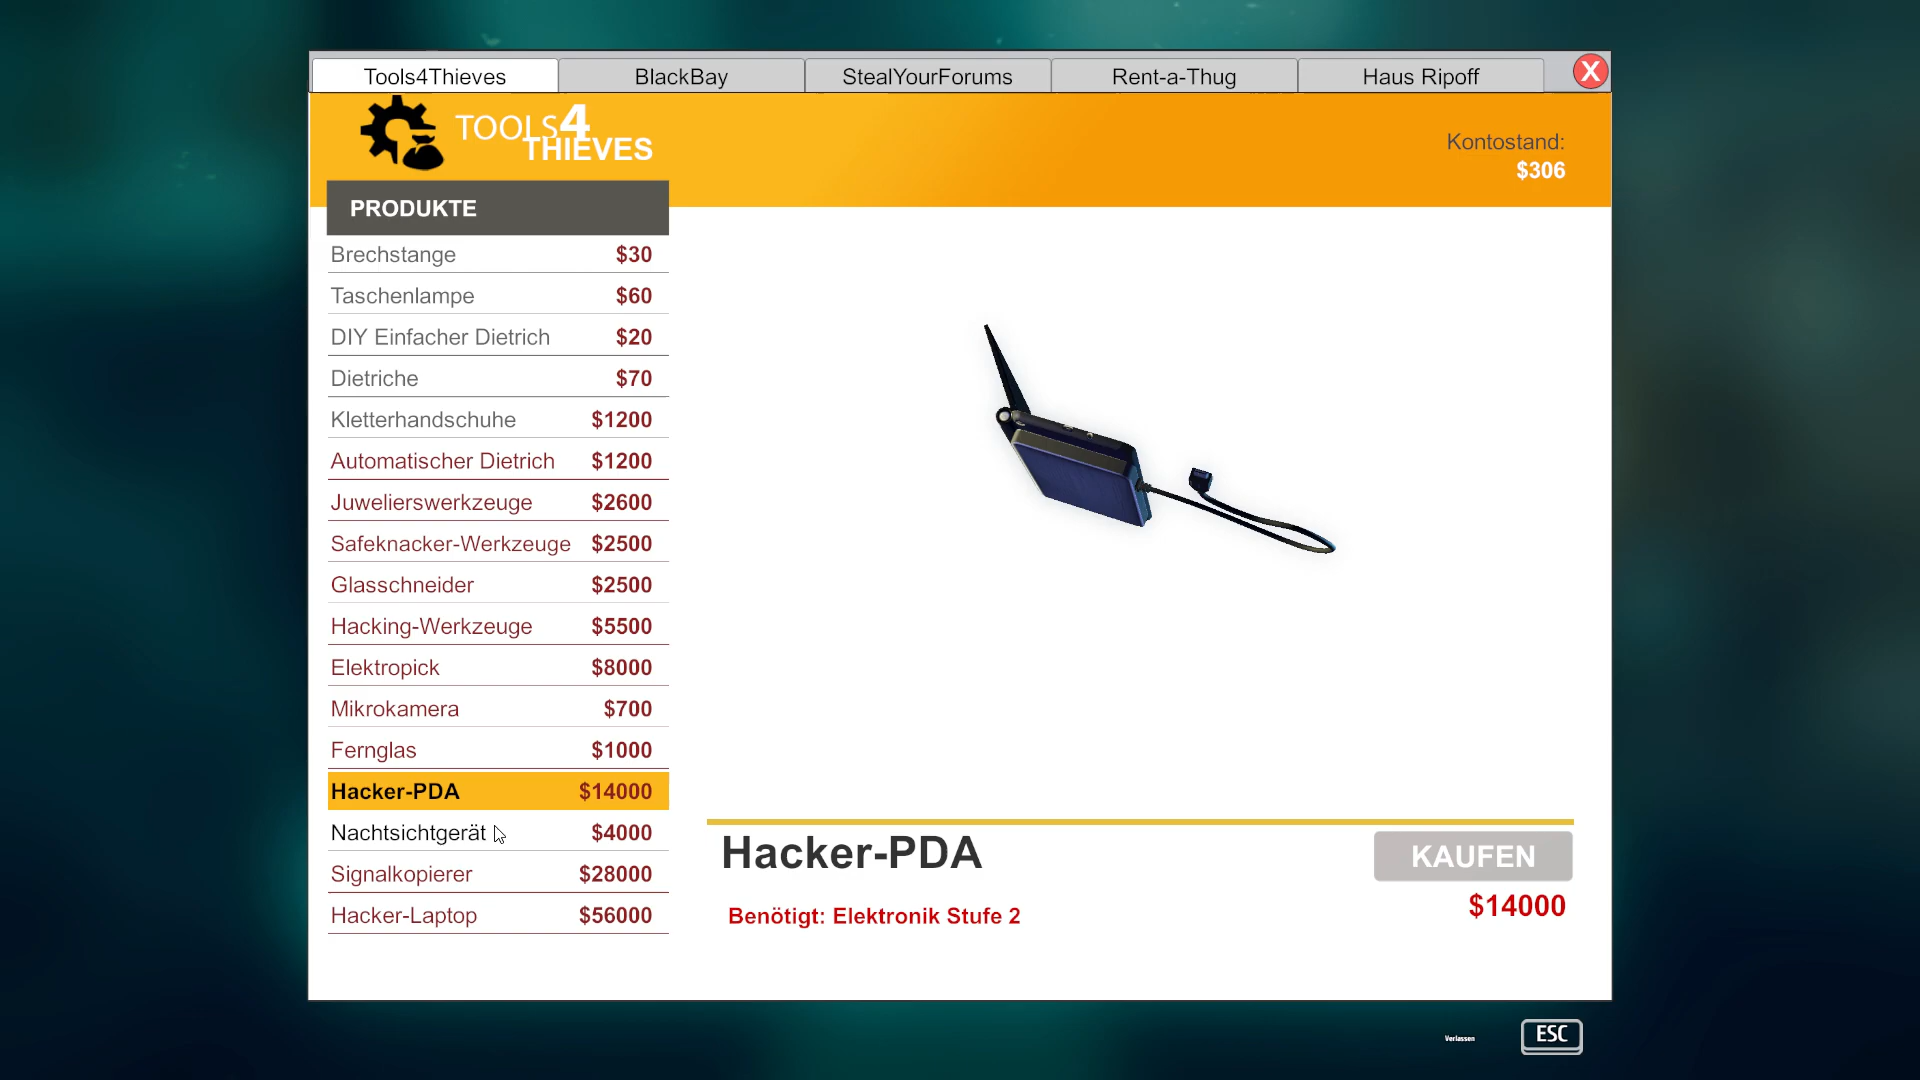 Tools4Thieves
BlackBay
StealYourForums
Rent-a-Thug
Haus Ripoff
X
TOOLS4
THIEVES
Kontostand:
$306
PRODUKTE
Brechstange $30
Taschenlampe $60
DIY Einfacher Dietrich $20
Dietriche $70
Kletterhandschuhe $1200
Automatischer Dietrich $1200
Juwelierswerkzeuge $2600
Safeknacker-Werkzeuge $2500
Glasschneider $2500
Hacking-Werkzeuge $5500
Elektropick $8000
Mikrokamera $700
Fernglas $1000
Hacker-PDA $14000
Nachtsichtgerät $4000
Signalkopierer $28000
Hacker-Laptop $56000
Hacker-PDA
KAUFEN
$14000
Benötigt: Elektronik Stufe 2
Verlassen
ESC